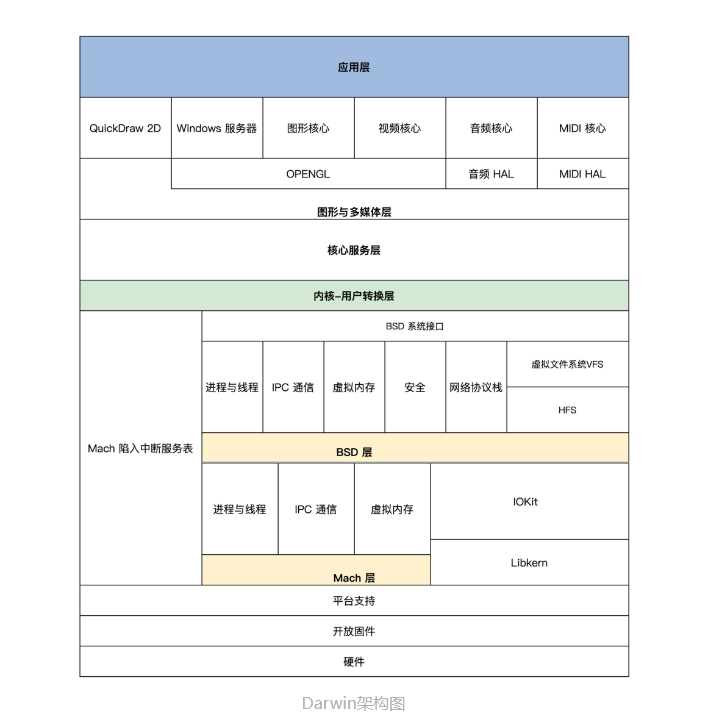 应用层
QuickDraw 2D
Windows 服务器
图形核心
视频核心
音频核心
MIDI 核心
OPENGL
音频 HAL
MIDI HAL
图形与多媒体层
核心服务层
内核-用户转换层
Mach 陷入中断服务表
BSD 系统接口
进程与线程
IPC 通信
虚拟内存
安全
网络协议栈
虚拟文件系统VFS
HFS
BSD 层
进程与线程
IPC 通信
虚拟内存
IOKit
Libkern
Mach 层
平台支持
开放固件
硬件
Darwin架构图